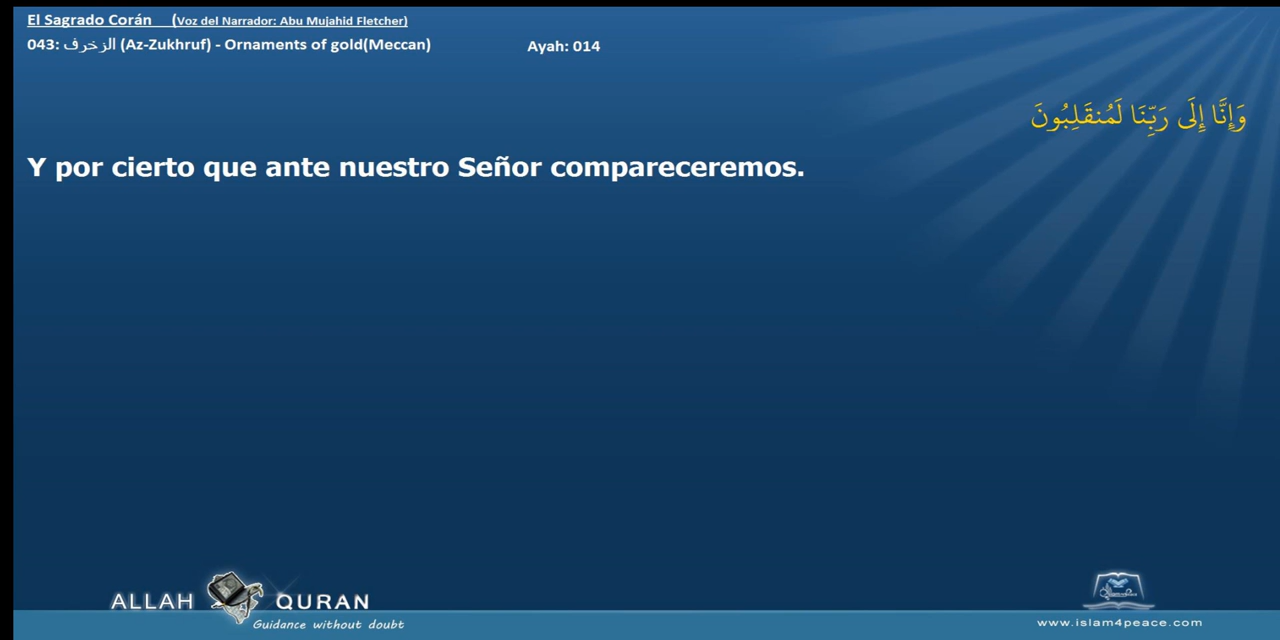 El Sagrado Corán (Voz del Narrador: Abu Mujahid Fletcher)
043: الزخرف (Az-Zukhruf) - Ornaments of gold(Meccan) Ayah: 014
وَإِنَّا إِلَى رَبِّنَا لَمُنقَلِبُونَ
Y por cierto que ante nuestro Señor compareceremos.
ALLAH QURAN
Guidance without doubt
www.islam4peace.com